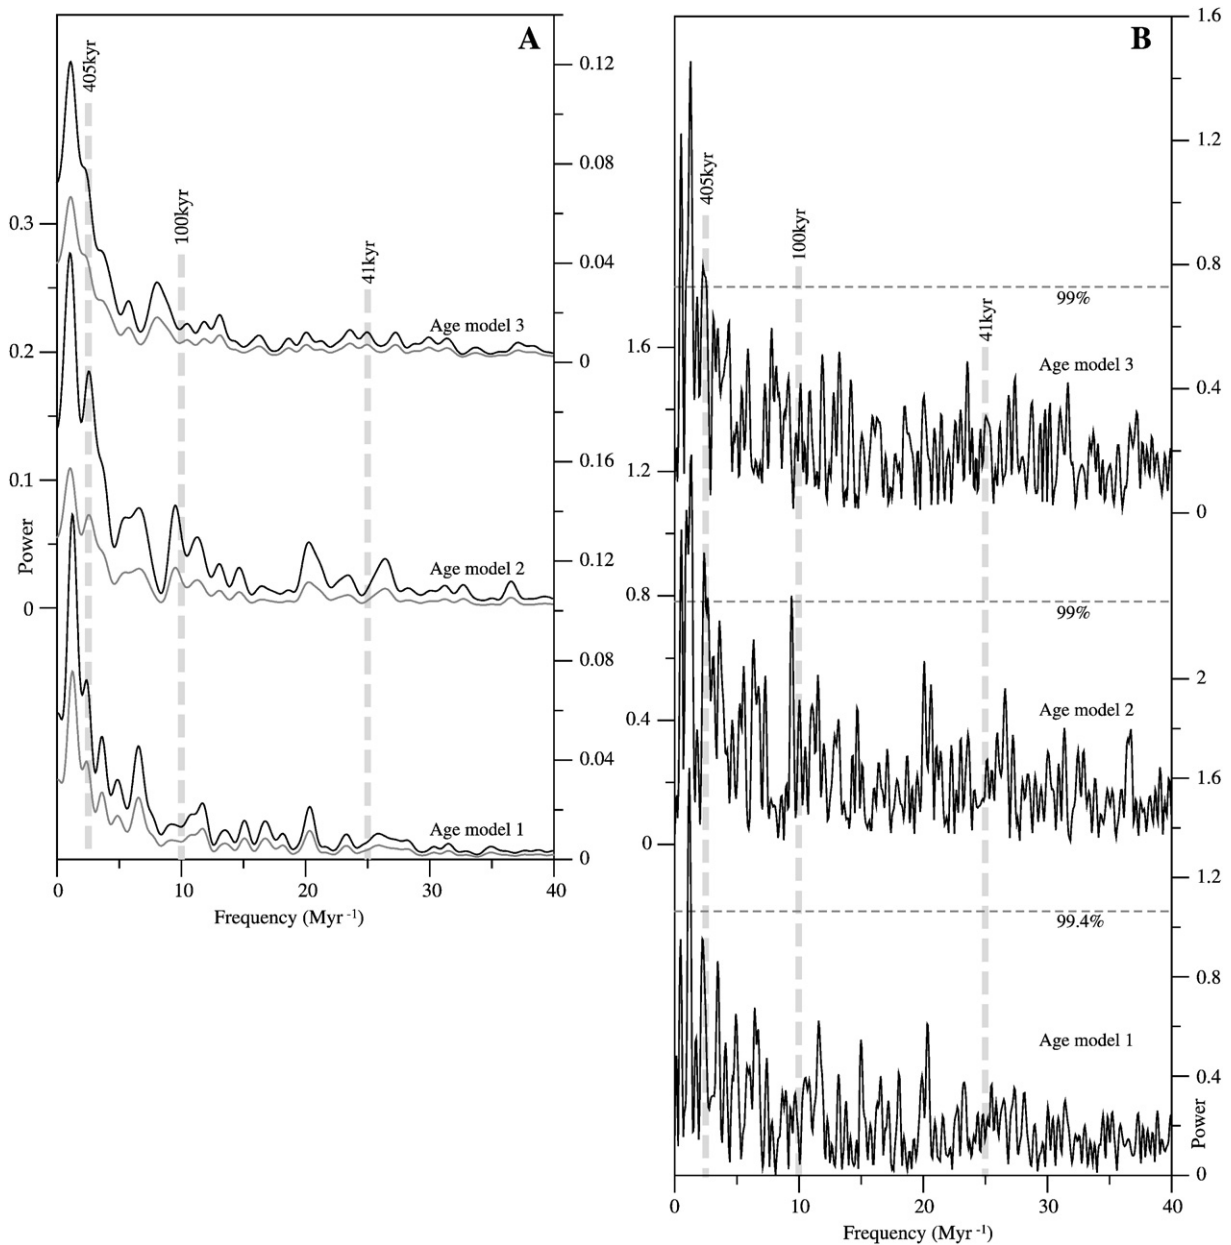 A
405kyr
100kyr
41kyr
0.12
0.08
0.04
0
0.3
0.2
0.1
0
Power
Age model 3
0.16
0.12
Age model 2
0.08
0.04
0
Age model 1
0 10 20 30 40
Frequency (Myr⁻¹)
B
405kyr
100kyr
41kyr
1.6
1.2
0.8
0.4
0
99%
Age model 3
1.6
1.2
0.8
0.4
0
99%
Age model 2
2
1.6
1.2
0.8
0.4
0
Power
99.4%
Age model 1
0 10 20 30 40
Frequency (Myr⁻¹)